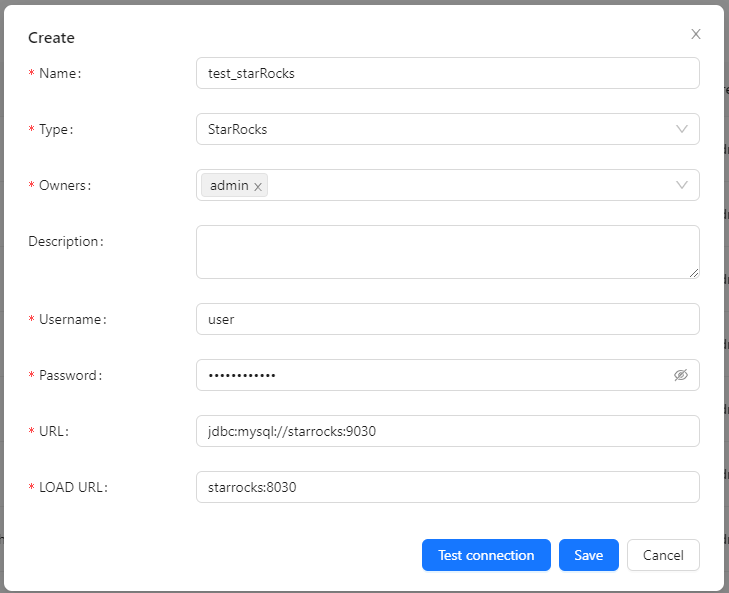 Create
* Name: test_starRocks
* Type: StarRocks
* Owners: admin
Description:
* Username: user
* Password: ••••••••••••
* URL: jdbc:mysql://starrocks:9030
* LOAD URL: starrocks:8030
Test connection Save Cancel